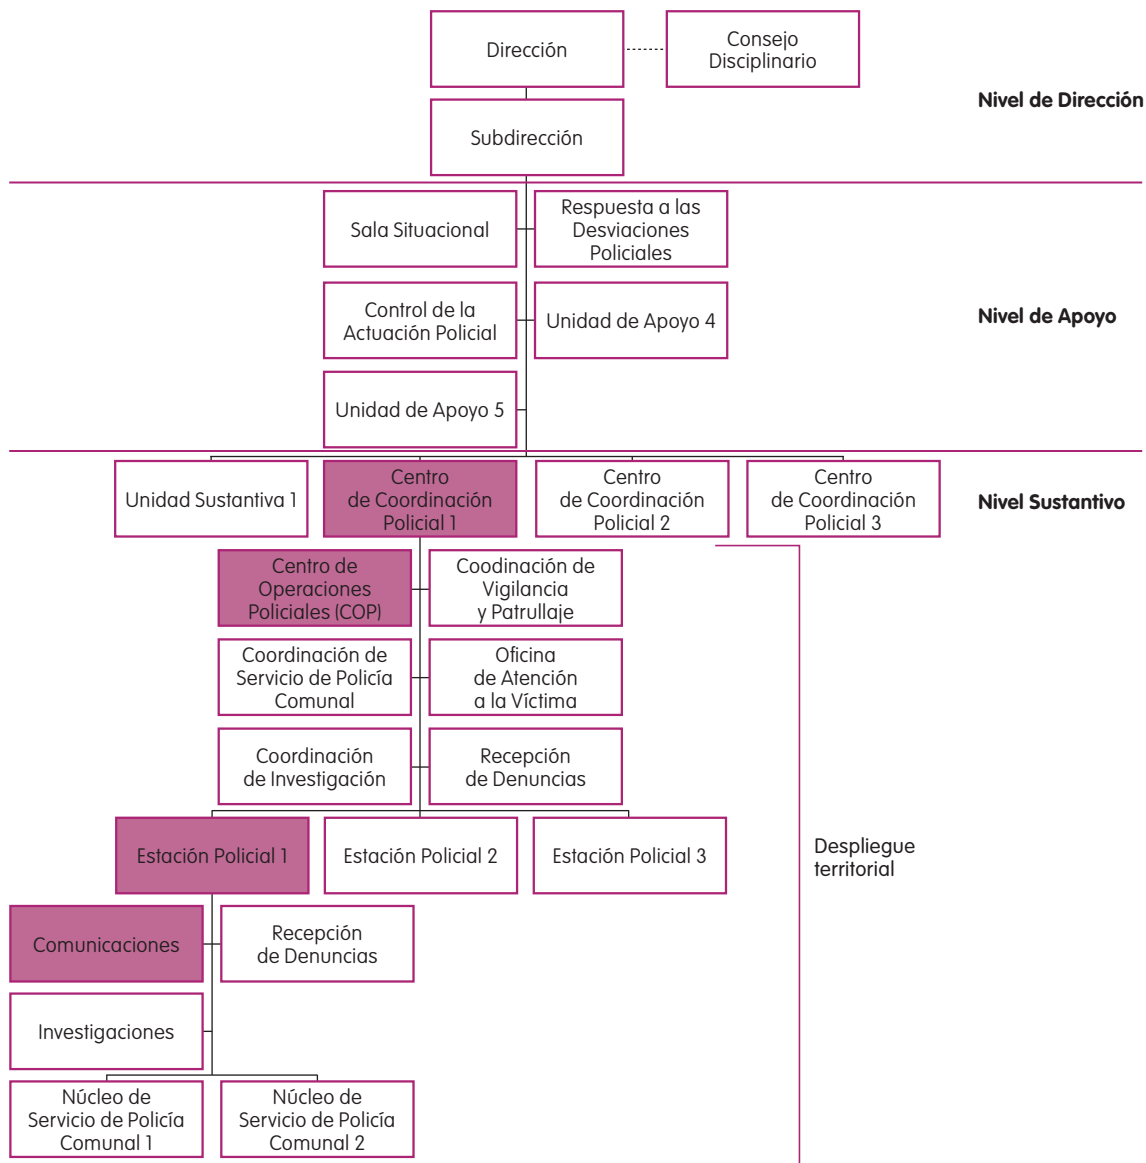 Dirección
Consejo
Disciplinario
Nivel de Dirección
Subdirección
Sala Situacional
Respuesta a las
Desviaciones
Policiales
Control de la
Actuación Policial
Unidad de Apoyo 4
Nivel de Apoyo
Unidad de Apoyo 5
Unidad Sustantiva 1
Centro
de Coordinación
Policial 1
Centro
de Coordinación
Policial 2
Centro
de Coordinación
Policial 3
Nivel Sustantivo
Centro de
Operaciones
Policiales (COP)
Coodinación de
Vigilancia
y Patrullaje
Coordinación de
Servicio de Policía
Comunal
Oficina
de Atención
a la Víctima
Coordinación
de Investigación
Recepción
de Denuncias
Estación Policial 1
Estación Policial 2
Estación Policial 3
Despliegue
territorial
Comunicaciones
Recepción
de Denuncias
Investigaciones
Núcleo de
Servicio de Policía
Comunal 1
Núcleo de
Servicio de Policía
Comunal 2